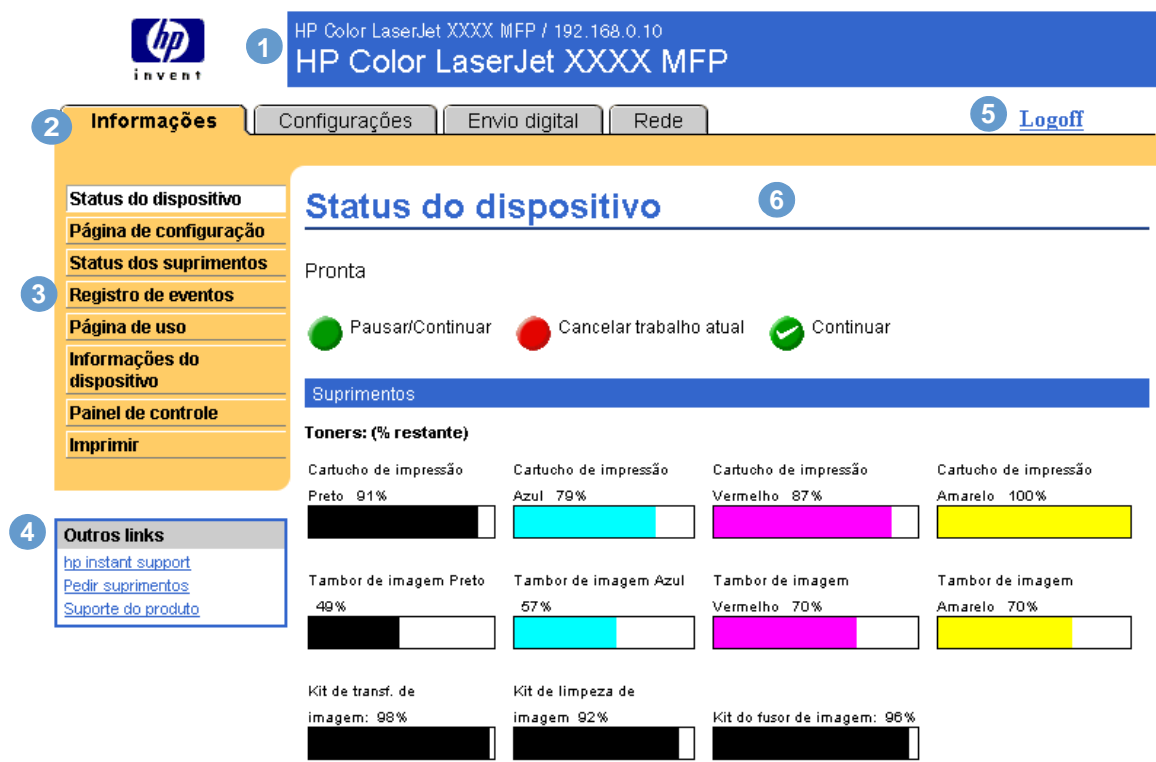 hp
invent
1
HP Color LaserJet XXXX MFP / 192.168.0.10
HP Color LaserJet XXXX MFP
2
Informações
Configurações
Envio digital
Rede
5
Logoff
3
Status do dispositivo
Página de configuração
Status dos suprimentos
Registro de eventos
Página de uso
Informações do
dispositivo
Painel de controle
Imprimir
4
Outros links
hp instant support
Pedir suprimentos
Suporte do produto
Status do dispositivo
6
Pronta
Pausar/Continuar
Cancelar trabalho atual
Continuar
Suprimentos
Toners: (% restante)
Cartucho de impressão
Preto 91%
Cartucho de impressão
Azul 79%
Cartucho de impressão
Vermelho 87%
Cartucho de impressão
Amarelo 100%
Tambor de imagem Preto
49%
Tambor de imagem Azul
57%
Tambor de imagem
Vermelho 70%
Tambor de imagem
Amarelo 70%
Kit de transf. de
imagem: 98%
Kit de limpeza de
imagem 92%
Kit do fusor de imagem: 96%